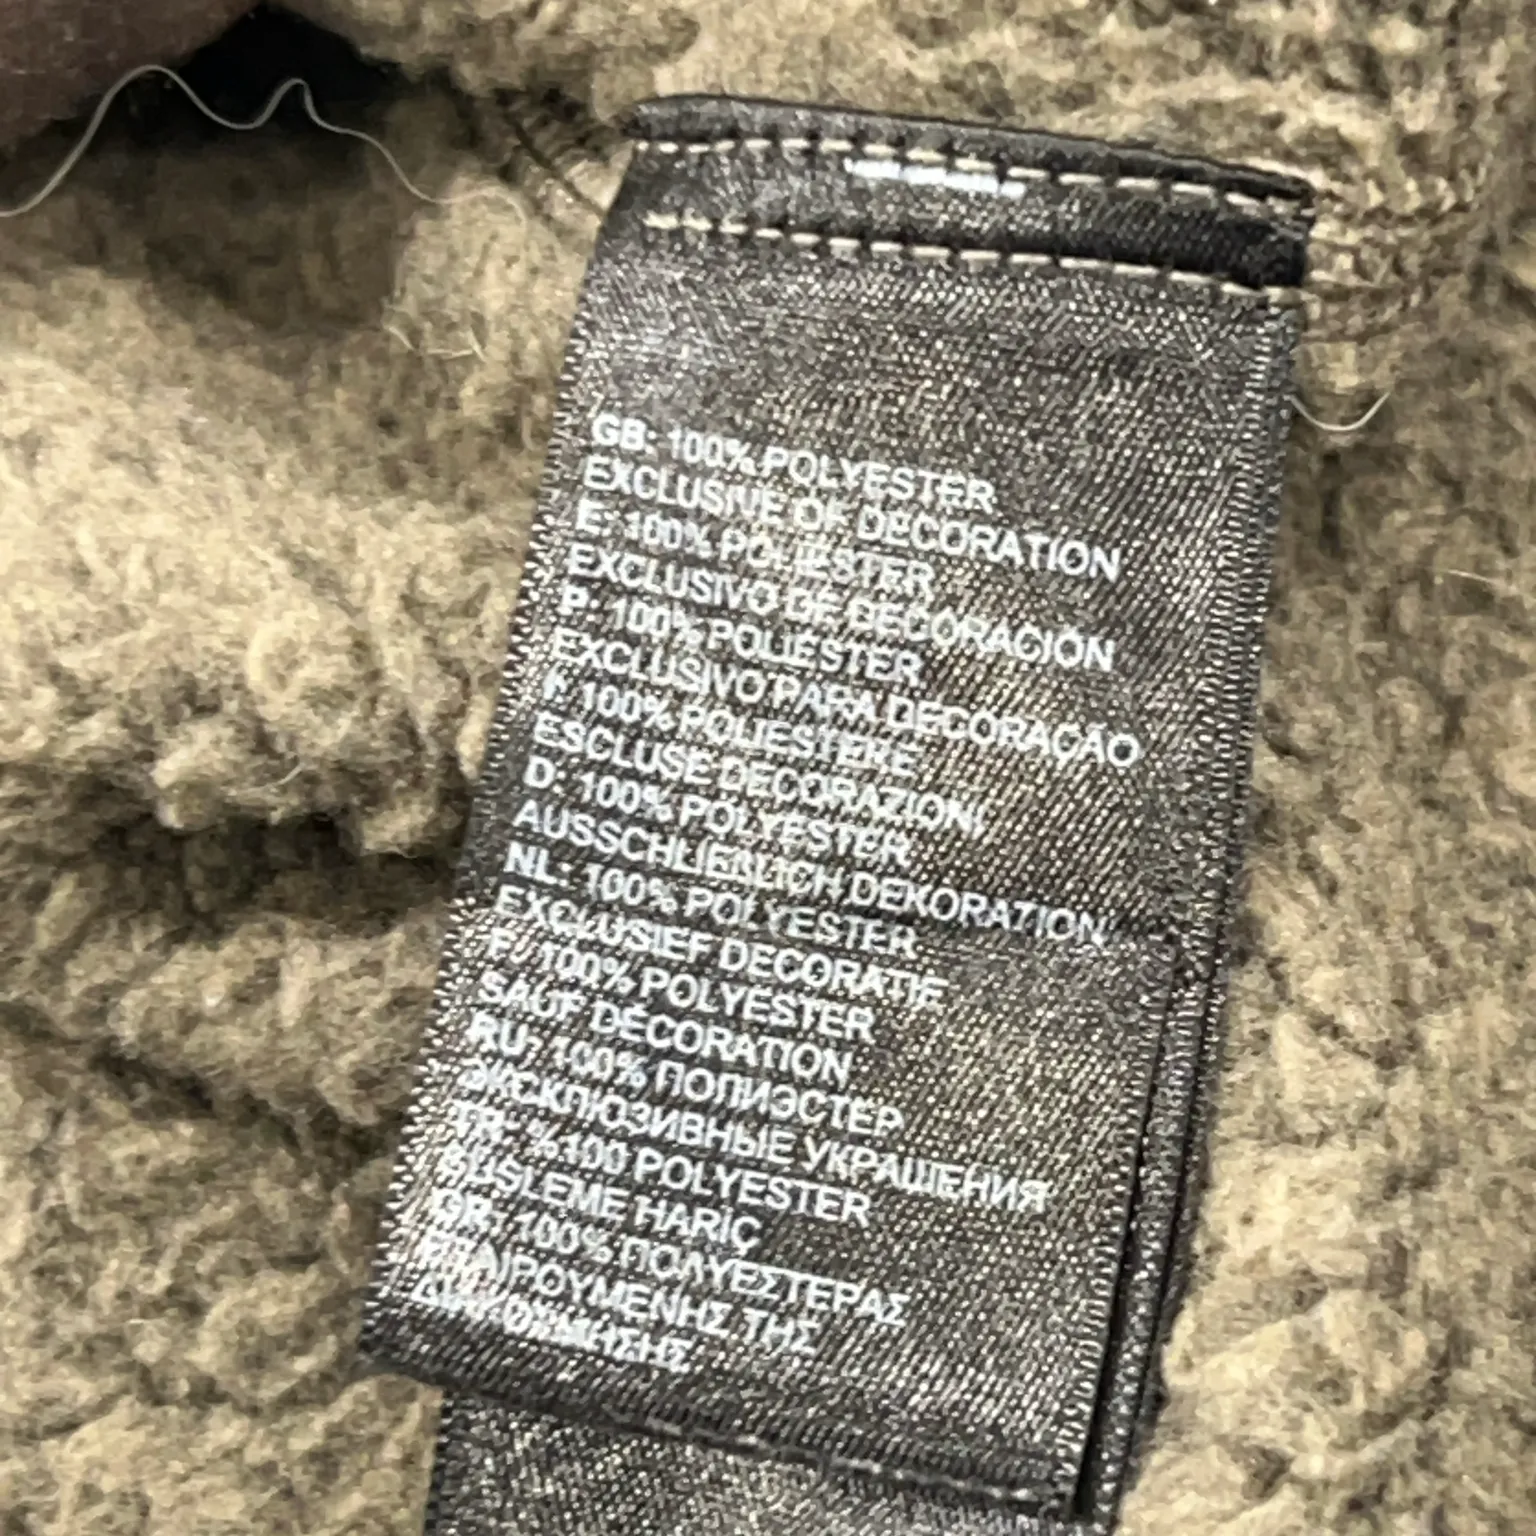 GB: 100% POLYESTER
EXCLUSIVE OF DECORATION
E: 100% POLIESTER
EXCLUSIVO DE DECORACIÓN
P: 100% POLIÉSTER
EXCLUSIVO PARA DECORAÇÃO
I: 100% POLIESTERE
ESCLUSE DECORAZIONI
D: 100% POLYESTER
AUSSCHLIEßLICH DEKORATION
NL: 100% POLYESTER
EXCLUSIEF DECORATIE
F: 100% POLYESTER
SAUF DÉCORATION
RU: 100% ПОЛИЭСТЕР
ЭКСКЛЮЗИВНЫЕ УКРАШЕНИЯ
TR: %100 POLYESTER
SÜSLEME HARİÇ
GR: 100% ΠΟΛΥΕΣΤΕΡΑΣ
ΕΞΑΙΡΟΥΜΕΝΗΣ ΤΗΣ
ΔΙΑΚΟΣΜΗΣΗΣ